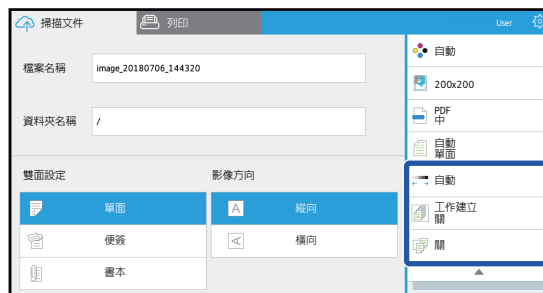 掃描文件
列印
User
檔案名稱
image_20180706_144320
資料夾名稱
/
雙面設定
單面
便簽
書本
影像方向
A
縱向
A
橫向
自動
200x200
PDF
中
自動
單面
自動
工作建立
關
關